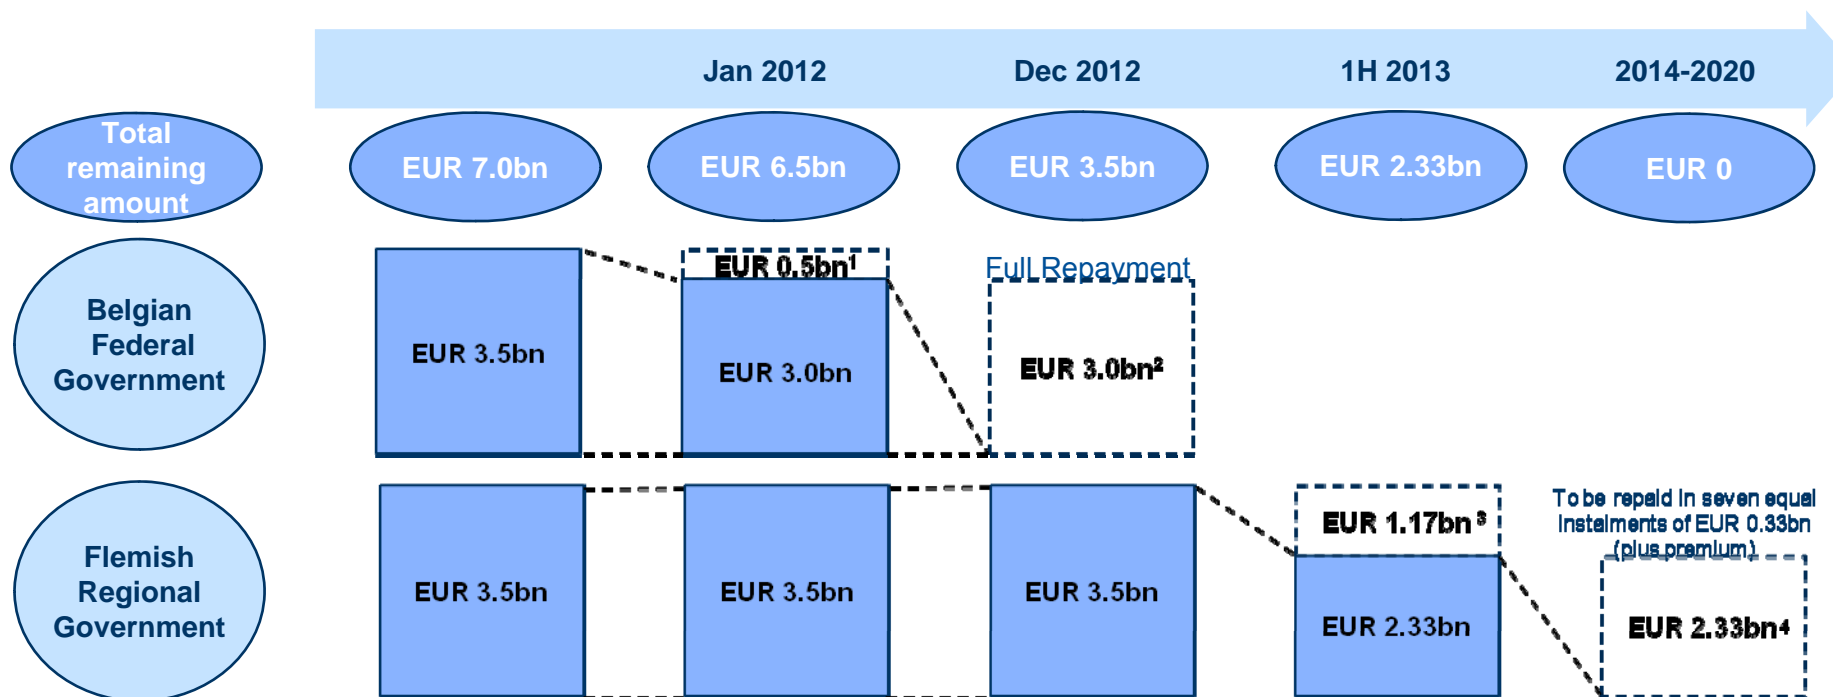 Jan 2012
Dec 2012
1H 2013
2014-2020
Total
remaining
amount
EUR 7.0bn
EUR 6.5bn
EUR 3.5bn
EUR 2.33bn
EUR 0
Belgian
Federal
Government
EUR 3.5bn
EUR 0.5bn¹
EUR 3.0bn
Full Repayment
EUR 3.0bn²
Flemish
Regional
Government
EUR 3.5bn
EUR 3.5bn
EUR 3.5bn
EUR 1.17bn ³
EUR 2.33bn
To be repaid in seven equal
instalments of EUR 0.33bn
(plus premium)
EUR 2.33bn⁴